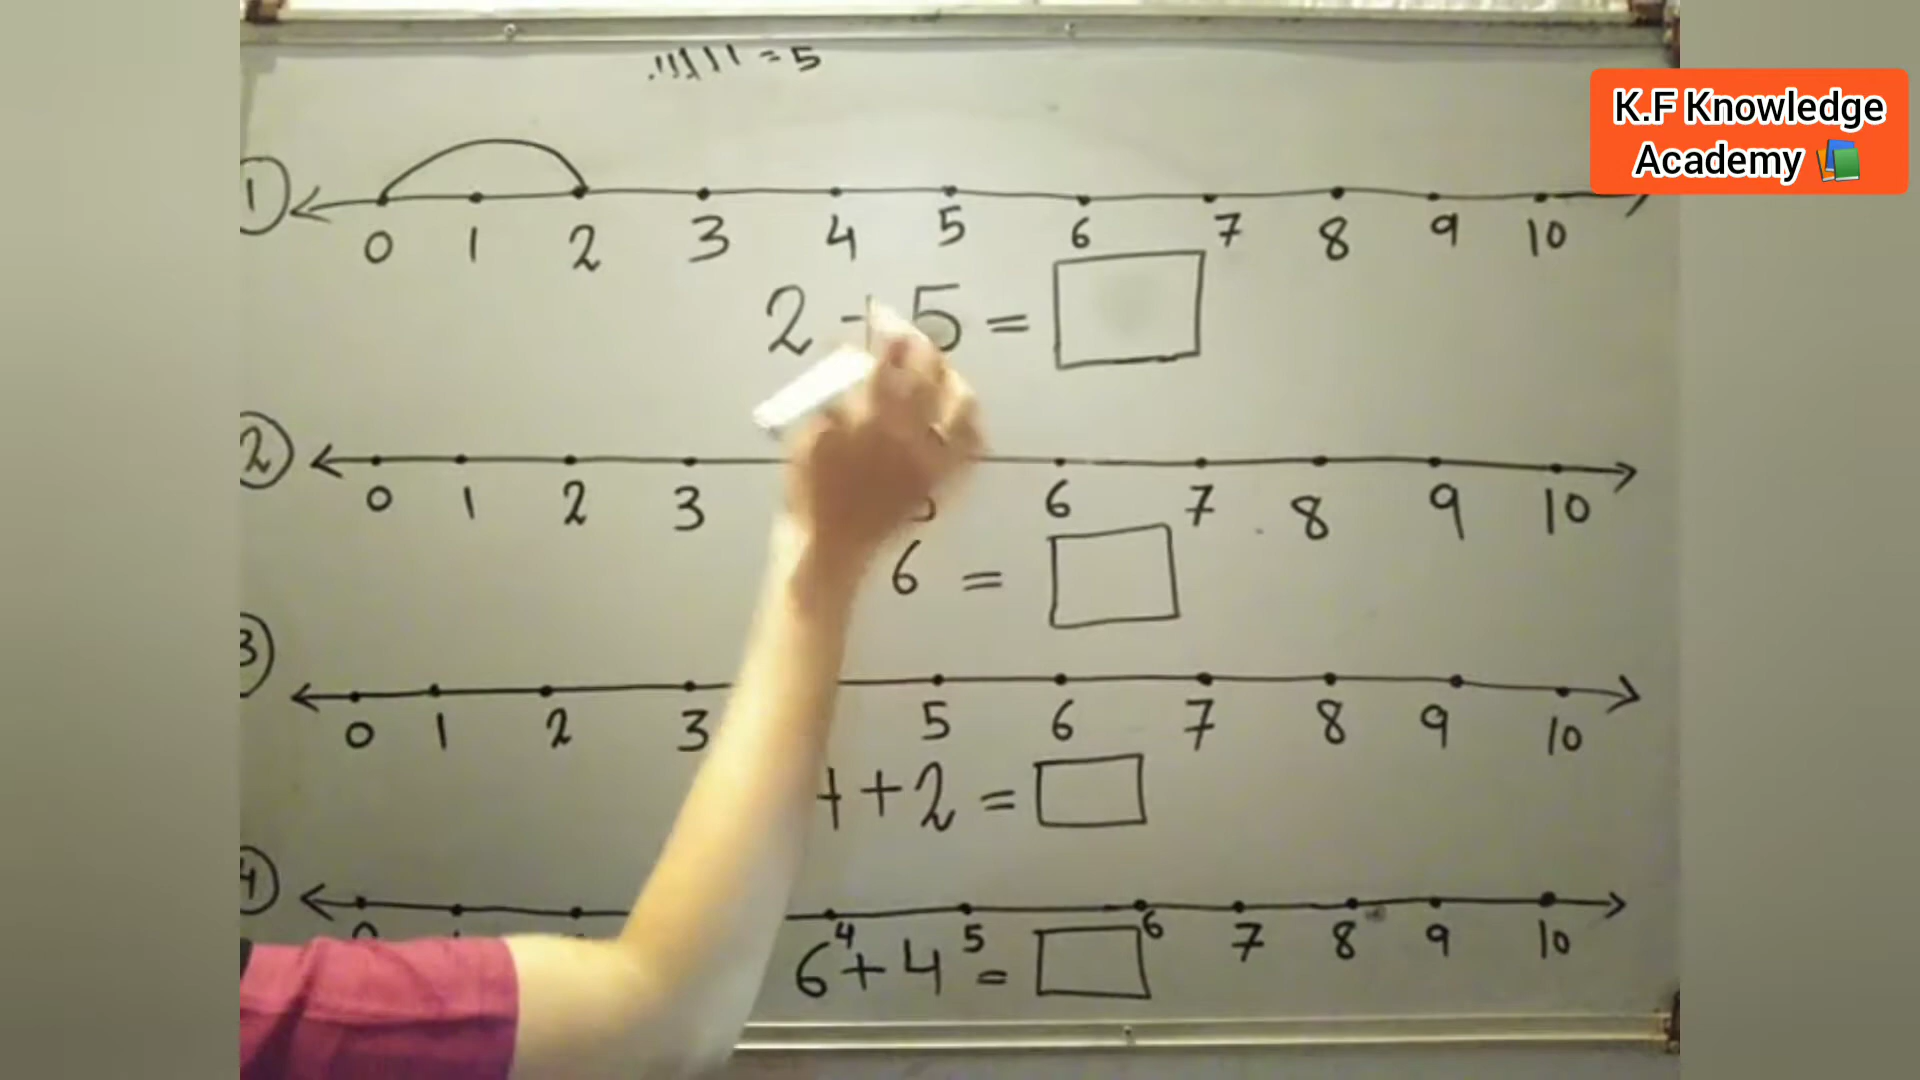 = 5
K.F Knowledge
Academy
1
0 1 2 3 4 5 6 7 8 9 10
2 + 5 =
2
0 1 2 3 6 7 8 9 10
6 =
3
0 1 2 3 5 6 7 8 9 10
+ 2 =
4
4 5 6 7 8 9 10
6 + 4 =